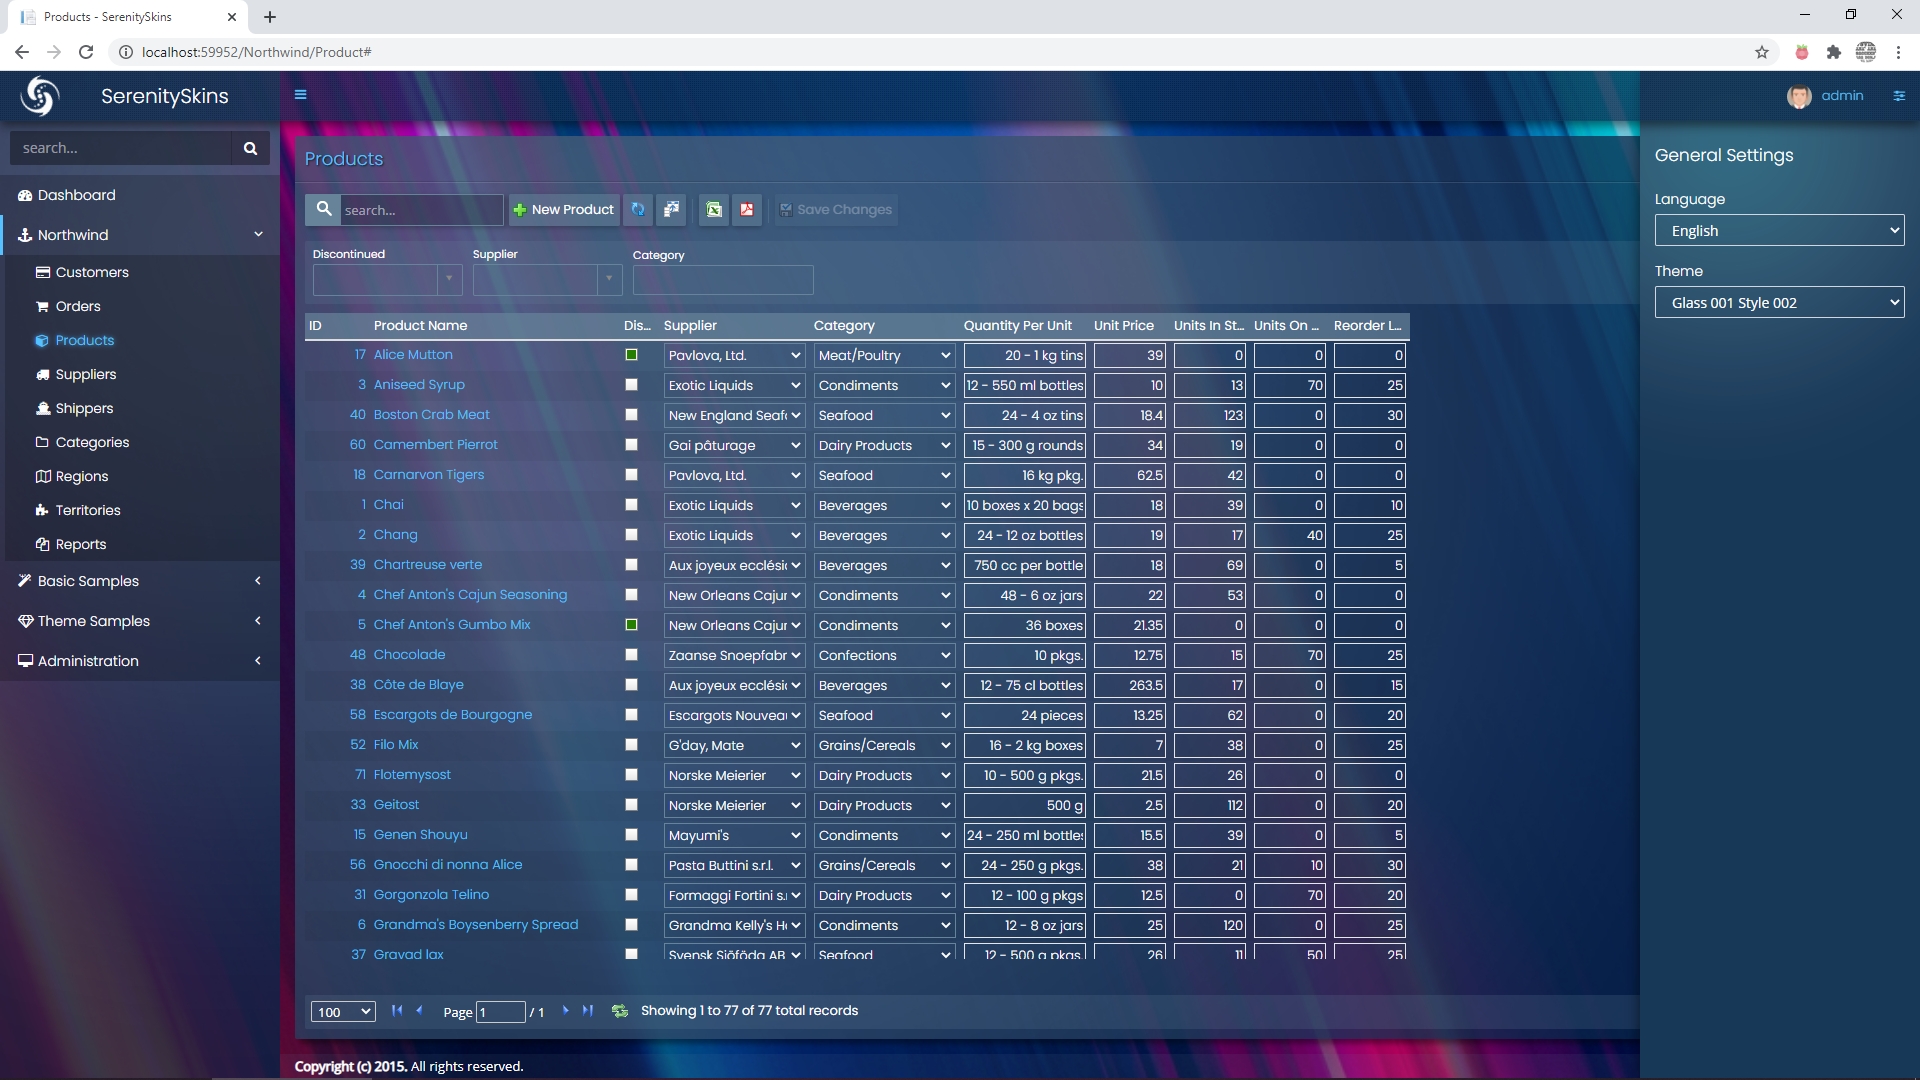 Products - SerenitySkins
localhost:59952/Northwind/Product#
SerenitySkins
admin
search...
Dashboard
Northwind
Customers
Orders
Products
Suppliers
Shippers
Categories
Regions
Territories
Reports
Basic Samples
Theme Samples
Administration
Products
search... New Product Save Changes
Discontinued Supplier Category
ID Product Name Dis... Supplier Category Quantity Per Unit Unit Price Units In St... Units On ... Reorder L...
17 Alice Mutton Pavlova, Ltd. Meat/Poultry 20 - 1 kg tins 39 0 0 0
3 Aniseed Syrup Exotic Liquids Condiments 12 - 550 ml bottles 10 13 70 25
40 Boston Crab Meat New England Seaf Seafood 24 - 4 oz tins 18.4 123 0 30
60 Camembert Pierrot Gai pâturage Dairy Products 15 - 300 g rounds 34 19 0 0
18 Carnarvon Tigers Pavlova, Ltd. Seafood 16 kg pkg. 62.5 42 0 0
1 Chai Exotic Liquids Beverages 10 boxes x 20 bags 18 39 0 10
2 Chang Exotic Liquids Beverages 24 - 12 oz bottles 19 17 40 25
39 Chartreuse verte Aux joyeux ecclési Beverages 750 cc per bottle 18 69 0 5
4 Chef Anton's Cajun Seasoning New Orleans Cajur Condiments 48 - 6 oz jars 22 53 0 0
5 Chef Anton's Gumbo Mix New Orleans Cajur Condiments 36 boxes 21.35 0 0 0
48 Chocolade Zaanse Snoepfabr Confections 10 pkgs. 12.75 15 70 25
38 Côte de Blaye Aux joyeux ecclési Beverages 12 - 75 cl bottles 263.5 17 0 15
58 Escargots de Bourgogne Escargots Nouveau Seafood 24 pieces 13.25 62 0 20
52 Filo Mix G'day, Mate Grains/Cereals 16 - 2 kg boxes 7 38 0 25
71 Flotemysost Norske Meierier Dairy Products 10 - 500 g pkgs. 21.5 26 0 0
33 Geitost Norske Meierier Dairy Products 500 g 2.5 112 0 20
15 Genen Shouyu Mayumi's Condiments 24 - 250 ml bottles 15.5 39 0 5
56 Gnocchi di nonna Alice Pasta Buttini s.r.l. Grains/Cereals 24 - 250 g pkgs. 38 21 10 30
31 Gorgonzola Telino Formaggi Fortini s. Dairy Products 12 - 100 g pkgs 12.5 0 70 20
6 Grandma's Boysenberry Spread Grandma Kelly's H Condiments 12 - 8 oz jars 25 120 0 25
37 Gravad lax Svensk Sjöföda AB Seafood 12 - 500 g pkgs. 26 11 50 25
100 Page 1 / 1 Showing 1 to 77 of 77 total records
Copyright (c) 2015. All rights reserved.
General Settings
Language
English
Theme
Glass 001 Style 002